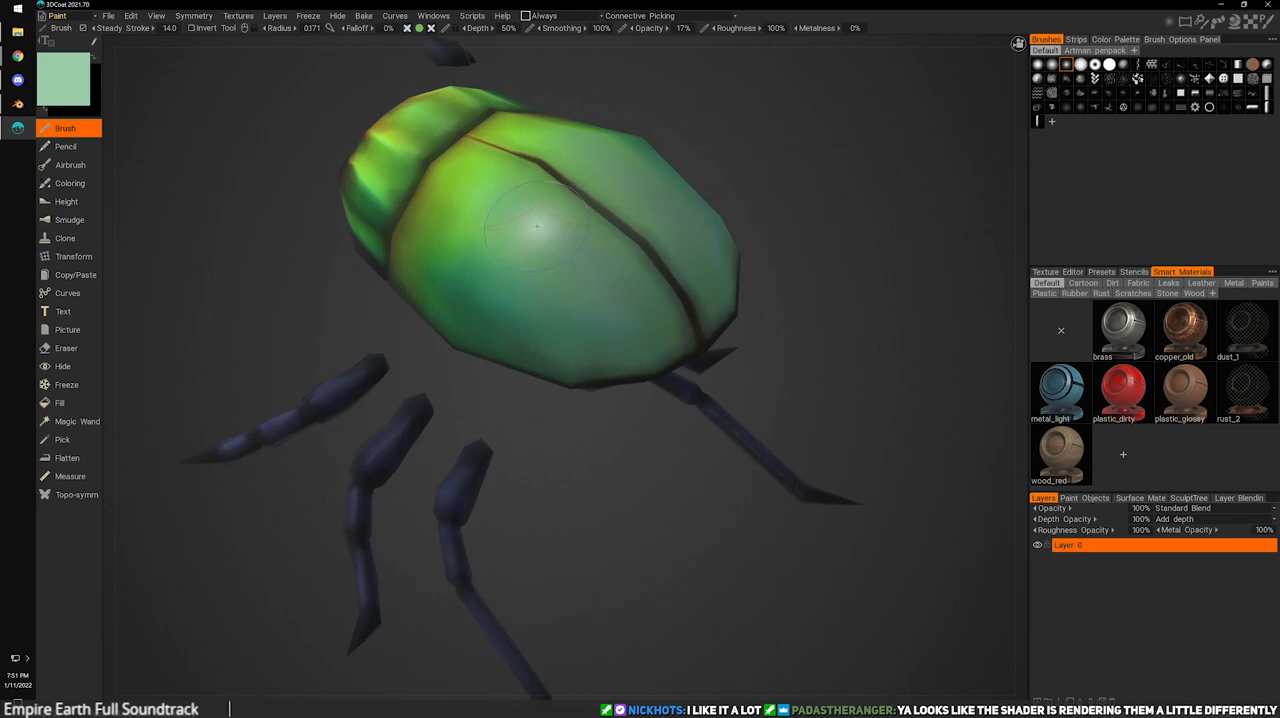 3DCoat 2021.70
Paint File Edit View Symmetry Textures Layers Freeze Hide Bake Curves Windows Scripts Help Always Connective Picking
Brush Steady Stroke 14.0 Invert Tool Radius 0.171 Falloff 0% Depth 50% Smoothing 100% Opacity 17% Roughness 100% Metalness 0%
Brush
Pencil
Airbrush
Coloring
Height
Smudge
Clone
Transform
Copy/Paste
Curves
Text
Picture
Eraser
Hide
Freeze
Fill
Magic Wand
Pick
Flatten
Measure
Topo-symm
Brushes Strips Color Palette Brush Options Panel
Default Artman penpack
Texture Editor Presets Stencils Smart Materials
Default Cartoon Dirt Fabric Leaks Leather Metal Paints
Plastic Rubber Rust Scratches Stone Wood
brass copper_old dust_1
metal_light plastic_dirty plastic_glossy rust_2
wood_red
Layers Paint Objects Surface Mate SculptTree Layer Blendin
Opacity 100% Standard Blend
Depth Opacity 100% Add depth
Roughness Opacity 100% Metal Opacity 100%
Layer 0
7:51 PM
1/11/2022
Empire Earth Full Soundtrack
NICKHOTS: I LIKE IT A LOT PADASTHERANGER: YA LOOKS LIKE THE SHADER IS RENDERING THEM A LITTLE DIFFERENTLY